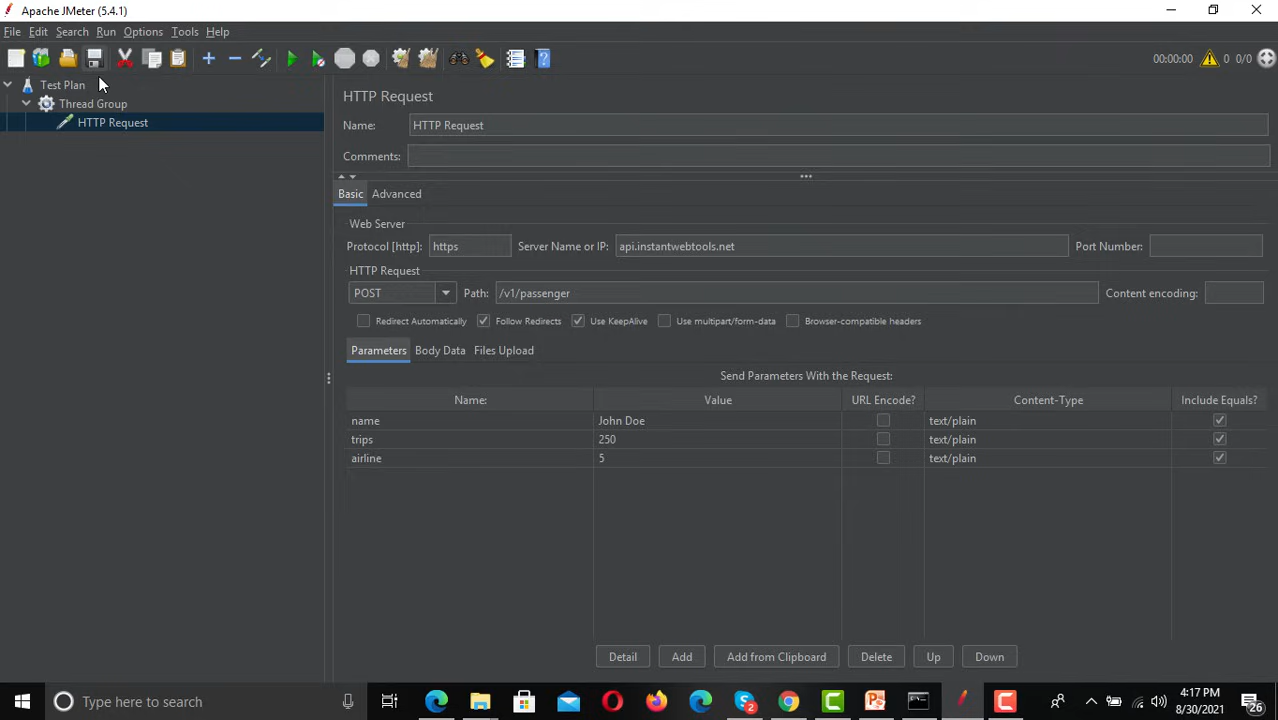 Apache JMeter (5.4.1)
File Edit Search Run Options Tools Help
00:00:00 0 0/0
Test Plan
Thread Group
HTTP Request
HTTP Request
Name: HTTP Request
Comments:
Basic Advanced
Web Server
Protocol [http]: https Server Name or IP: api.instantwebtools.net Port Number:
HTTP Request
POST Path: /v1/passenger Content encoding:
Redirect Automatically Follow Redirects Use KeepAlive Use multipart/form-data Browser-compatible headers
Parameters Body Data Files Upload
Send Parameters With the Request:
Name: Value URL Encode? Content-Type Include Equals?
name John Doe text/plain
trips 250 text/plain
airline 5 text/plain
Detail Add Add from Clipboard Delete Up Down
Type here to search
2
4:17 PM
8/30/2021
26